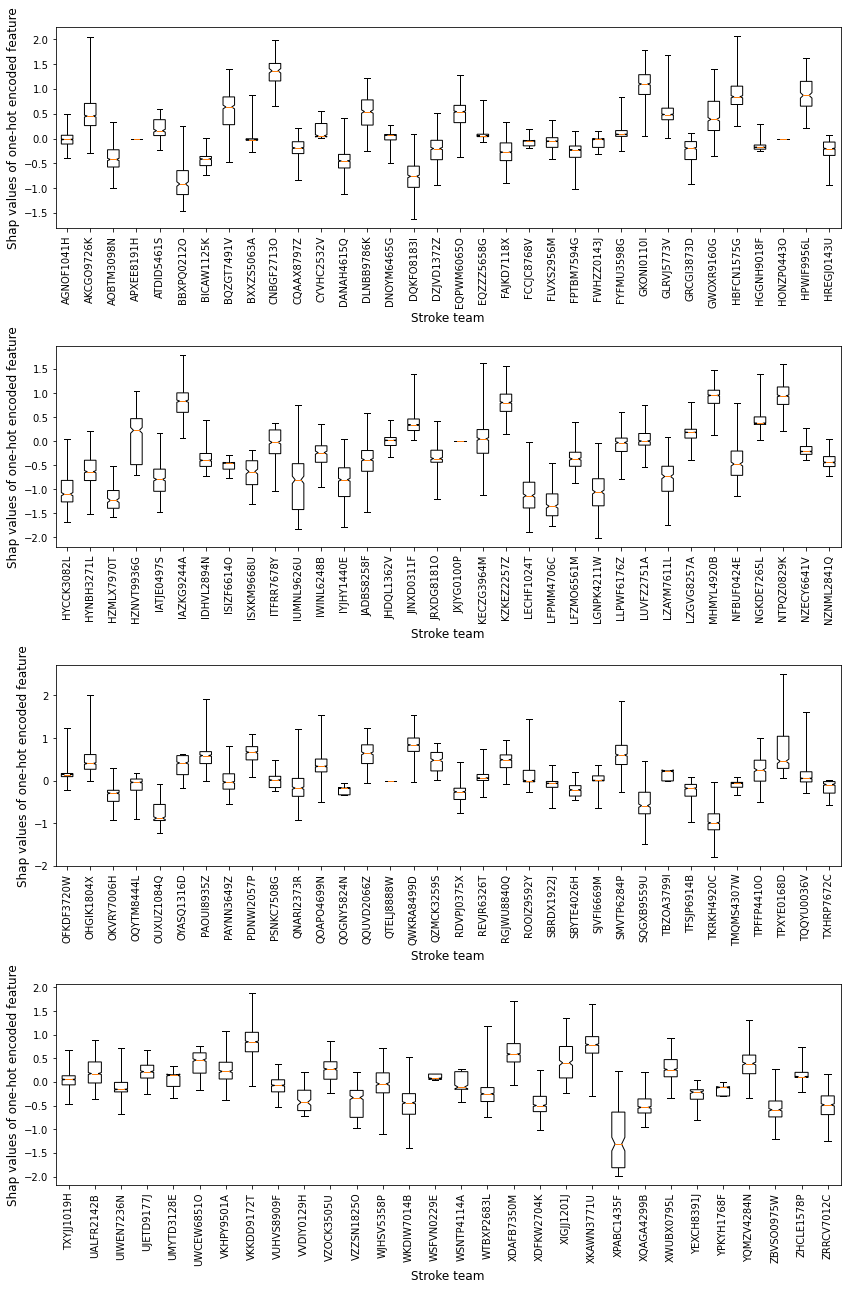 Shap values of one-hot encoded feature
2.0
1.5
1.0
0.5
0.0
−0.5
−1.0
−1.5
AGNOF1041H
AKCGO9726K
AOBTM3098N
APXEE8191H
ATDID5461S
BBXPQ0212O
BICAW1125K
BQZGT7491V
BXXZS5063A
CNBGF2713O
CQAAX8797Z
CYVHC2532V
DANAH4615Q
DLNBB9786K
DNOYM6465G
DQKFO8183I
DZJVD1372Z
EQPWM6065O
EQZZZ5658G
FAJKD7118X
FCCJC8768V
FLVXS2956M
FPTBM7594G
FWHZZ0143J
FYFMU3598G
GKONI0110I
GLRVJ5773V
GRCGI3873D
GWOXR9160G
HBFCN1575G
HGGNH9018F
HONZP0443O
HPWIF9956L
HREGJ0143U
Stroke team
Shap values of one-hot encoded feature
1.5
1.0
0.5
0.0
−0.5
−1.0
−1.5
−2.0
HYCCK3082L
HYNBH3271L
HZMLX7970T
HZNVT9936G
IATJE0497S
IAZKG9244A
IDHVL2894N
ISIZF6614O
ISXKM9668U
ITFRR7678Y
IUMNL9626U
IWINL6248B
IYJHY1440E
JADBS8258F
JHDQL1362V
JINXD0311F
JRXDG8181O
JXJYG0100P
KECZG3964M
KZKEZ2257Z
LECHF1024T
LFPMM4706C
LFZMO6561M
LGNPK4211W
LLPWF6176Z
LUVFZ2751A
LZAYM7611L
LZGVG8257A
MHMYL4920B
NFBUF0424E
NGKDE7265L
NTPQZ0829K
NZECY6641V
NZNML2841Q
Stroke team
Shap values of one-hot encoded feature
2
1
0
−1
−2
OFKDF3720W
OHGIK1804X
OKVRY7006H
OQYTM8444L
OUXUZ1084Q
OYASQ1316D
PAOUI8935Z
PAYNN3649Z
PDNWI2057P
PSNKC7508G
QNARI2373R
QOAPO4699N
QOGNY5824N
QQUVD2066Z
QTELJ8888W
QWKRA8499D
QZMCK3259S
RDVPJ0375X
REVJR6326T
RGJWU8840Q
ROOIZ9592Y
SBRDX1922J
SBYTE4026H
SJVFI6669M
SMVTP6284P
SQGXB9559U
TBZOA3799I
TFSJP6914B
TKRKH4920C
TMQMS4307W
TPFFP4410O
TPXYE0168D
TQQYU0036V
TXHRP7672C
Stroke team
Shap values of one-hot encoded feature
2.0
1.5
1.0
0.5
0.0
−0.5
−1.0
−1.5
−2.0
TXYJJ1019H
UALFR2142B
UIWEN7236N
UJETD9177J
UMYTD3128E
UWCEW6851O
VKHPY9501A
VKKDD9172T
VUHVS8909F
VVDIY0129H
VZOCK3505U
VZZSN1825O
WJHSV5358P
WKDIW7014B
WSFVN0229E
WSNTP4114A
WTBXP2683L
XDAFB7350M
XDFKW2704K
XIGJJ1201J
XKAWN3771U
XPABC1435F
XQAGA4299B
XWUBX0795L
YEXCH8391J
YPKYH1768F
YQMZV4284N
ZBVSO0975W
ZHCLE1578P
ZRRCV7012C
Stroke team